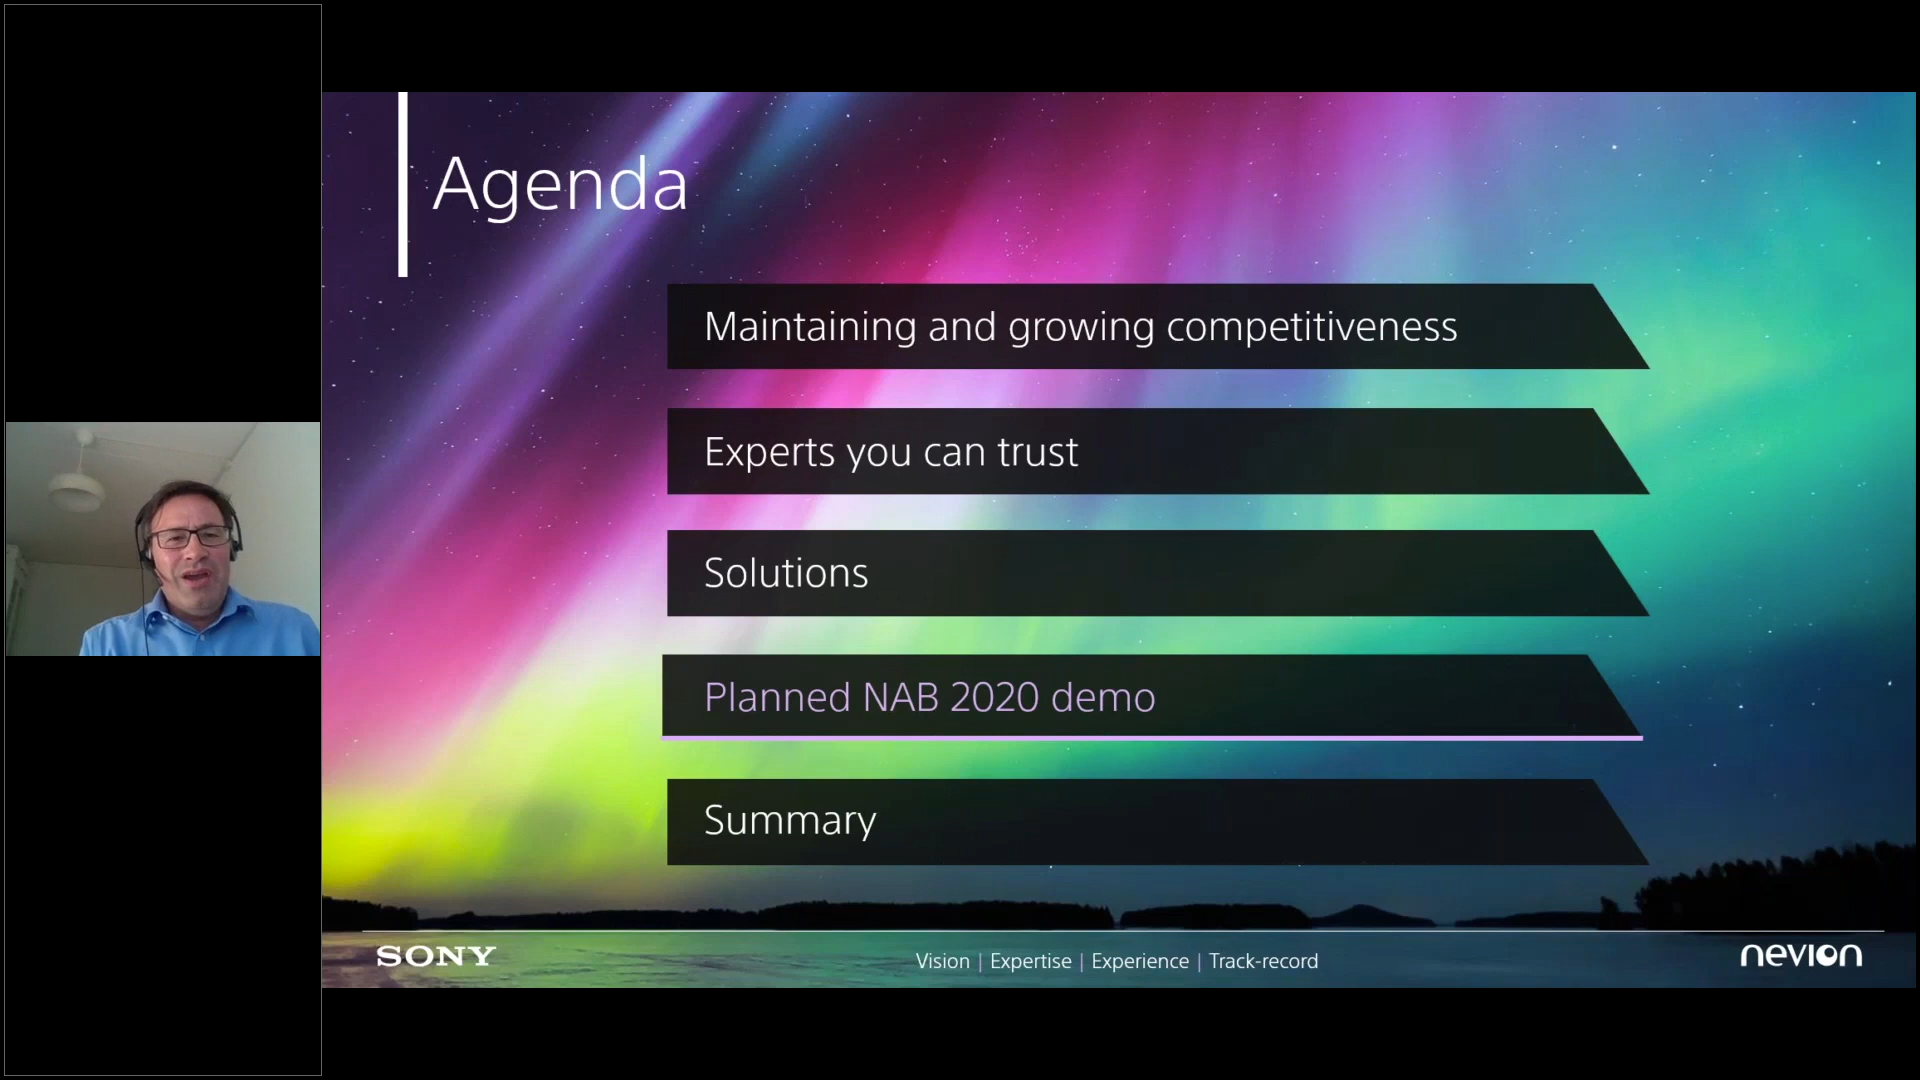 Agenda
Maintaining and growing competitiveness
Experts you can trust
Solutions
Planned NAB 2020 demo
Summary
SONY
Vision | Expertise | Experience | Track-record
nevion